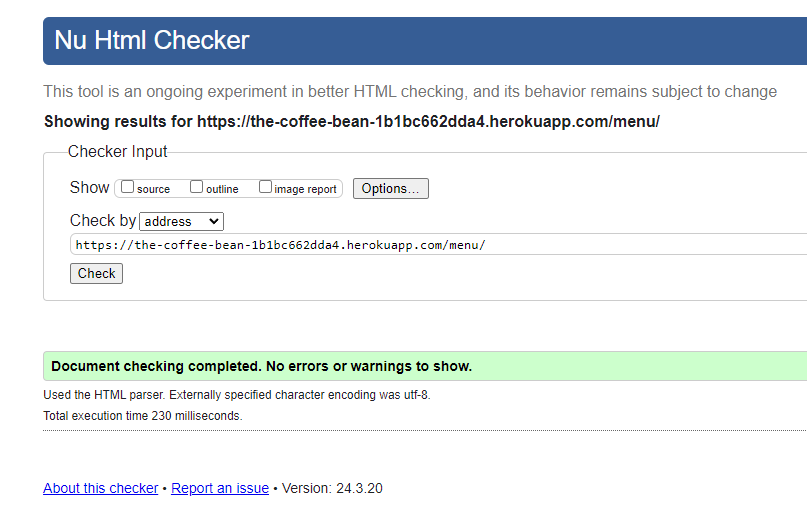 Nu Html Checker
This tool is an ongoing experiment in better HTML checking, and its behavior remains subject to change
Showing results for https://the-coffee-bean-1b1bc662dda4.herokuapp.com/menu/
Checker Input
Show source outline image report Options...
Check by address
https://the-coffee-bean-1b1bc662dda4.herokuapp.com/menu/
Check
Document checking completed. No errors or warnings to show.
Used the HTML parser. Externally specified character encoding was utf-8.
Total execution time 230 milliseconds.
About this checker • Report an issue • Version: 24.3.20